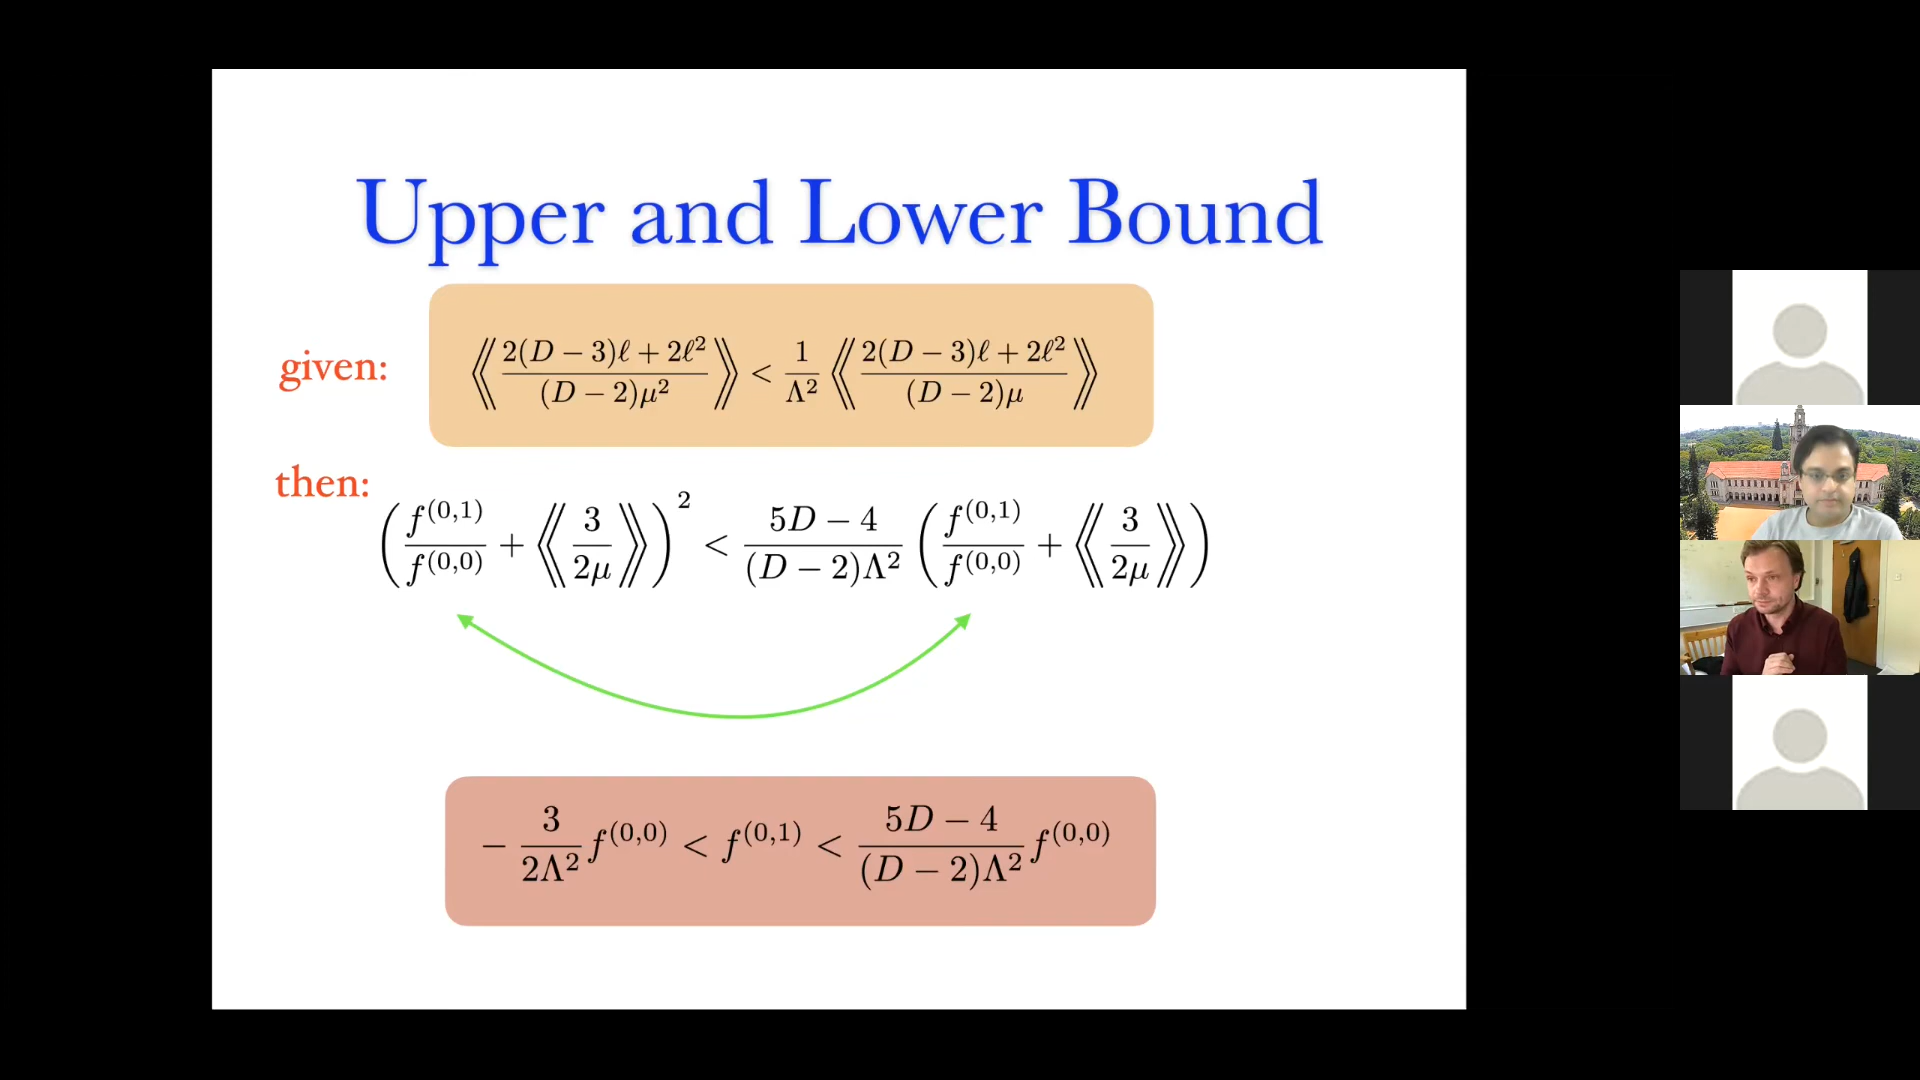 Upper and Lower Bound
given: ⟪ (2(D − 3)ℓ + 2ℓ²) / ((D − 2)μ²) ⟫ < (1 / Λ²) ⟪ (2(D − 3)ℓ + 2ℓ²) / ((D − 2)μ) ⟫
then: ( f^(0,1) / f^(0,0) + ⟪ 3 / 2μ ⟫ )² < (5D − 4) / ((D − 2)Λ²) ( f^(0,1) / f^(0,0) + ⟪ 3 / 2μ ⟫ )
− (3 / 2Λ²) f^(0,0) < f^(0,1) < (5D − 4) / ((D − 2)Λ²) f^(0,0)